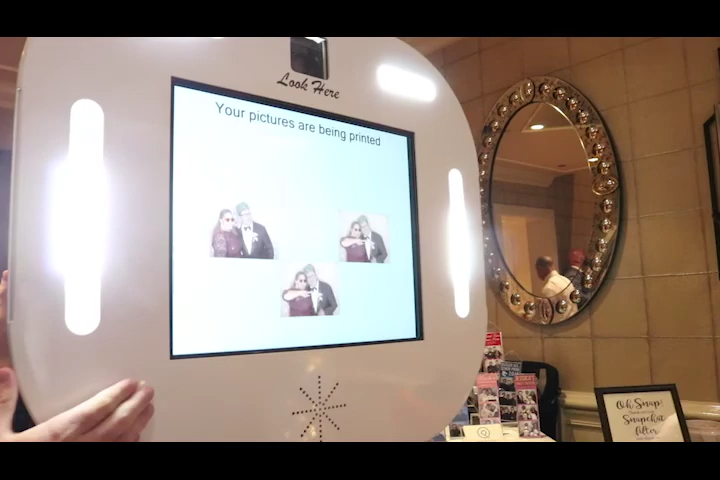 Look Here
Your pictures are being printed
Oh Snap!
Snapchat
filter